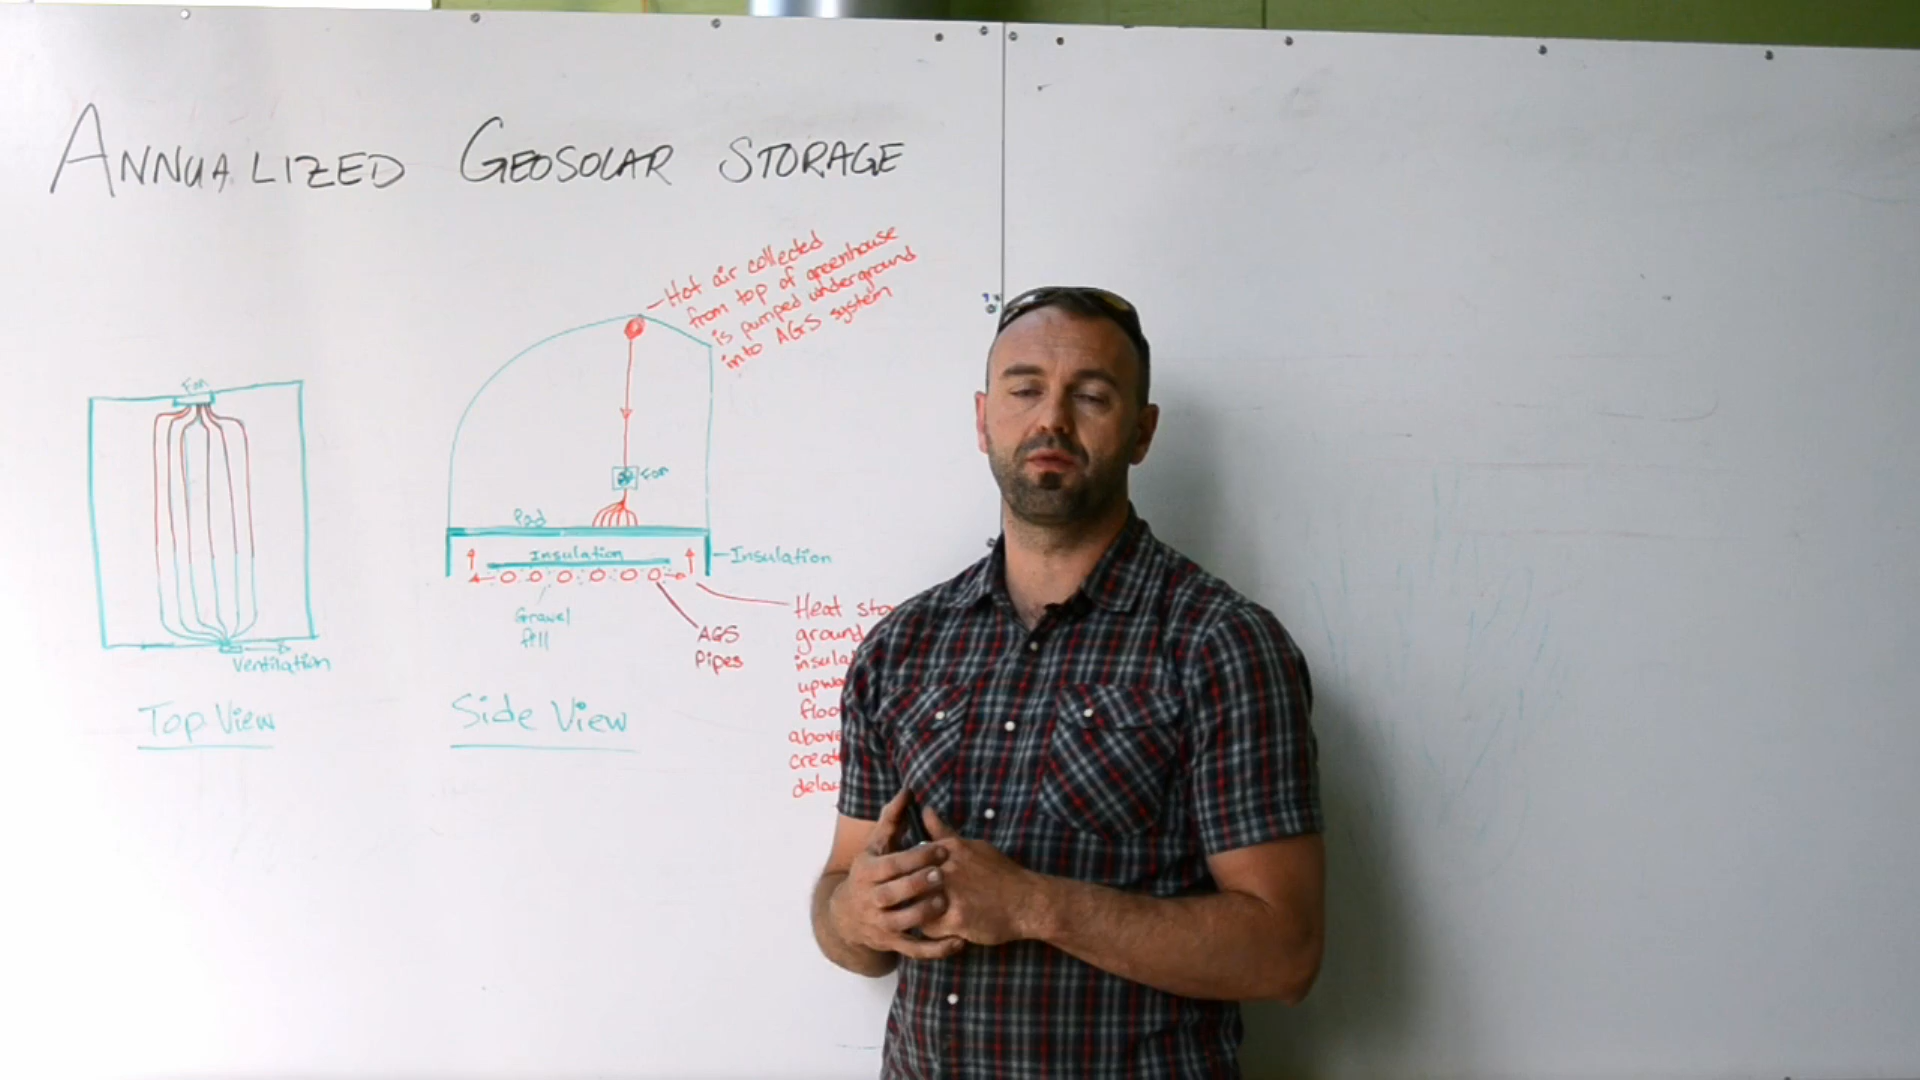 ANNUALIZED GEOSOLAR STORAGE
Hot air collected
from top of greenhouse
is pumped underground
into AGS system
Fan
Ventilation
Top View
Fan
Pad
Insulation
Insulation
Gravel
fill
AGS
Pipes
Side View
Heat
ground